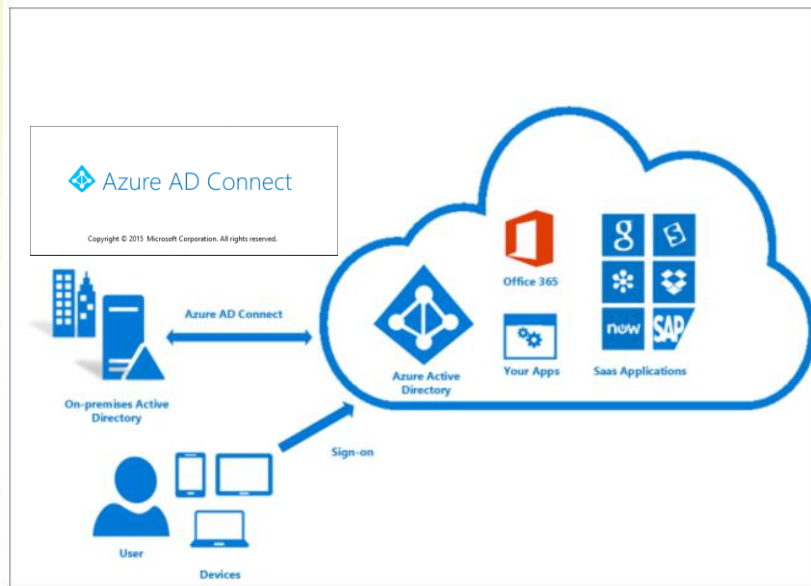 Azure AD Connect
Copyright © 2015 Microsoft Corporation. All rights reserved.
Office 365
Azure AD Connect
now
SAP
Azure Active
Directory
Your Apps
Saas Applications
On-premises Active
Directory
Sign-on
User
Devices